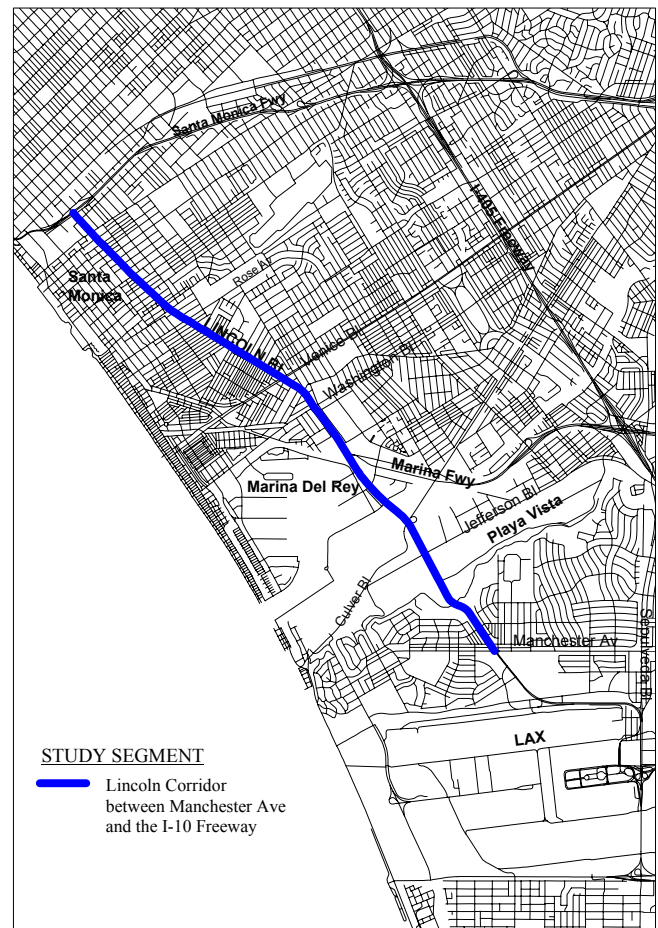 Santa Monica Fwy
I-405 Freeway
Santa
Monica
Rose Av
LINCOLN Bl
Venice Bl
Washington Bl
Marina Fwy
Marina Del Rey
Jefferson Bl
Playa Vista
Culver Bl
Manchester Av
Sepulveda Bl
LAX
STUDY SEGMENT
Lincoln Corridor
between Manchester Ave
and the I-10 Freeway